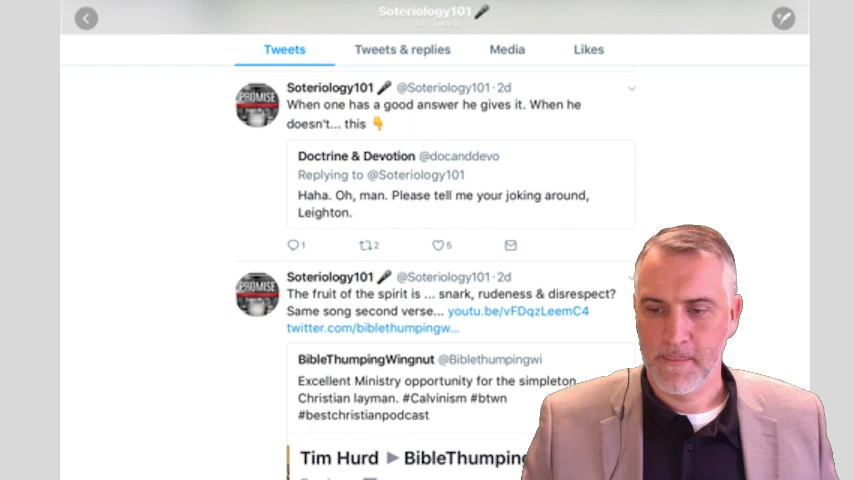 Soteriology101🎤
Tweets
Tweets & replies
Media
Likes
Soteriology101 🎤 @Soteriology101 · 2d
When one has a good answer he gives it. When he
doesn't... this 👇
Doctrine & Devotion @docanddevo
Replying to @Soteriology101
Haha. Oh, man. Please tell me your joking around,
Leighton.
1
2
5
Soteriology101 🎤 @Soteriology101 · 2d
The fruit of the spirit is ... snark, rudeness & disrespect?
Same song second verse... youtu.be/vFDqzLeemC4
twitter.com/biblethumpingw...
BibleThumpingWingnut @Biblethumpingwi
Excellent Ministry opportunity for the simpleton
Christian layman. #Calvinism #btwn
#bestchristianpodcast
Tim Hurd ▶ BibleThumping
PROMISE
PROMISE